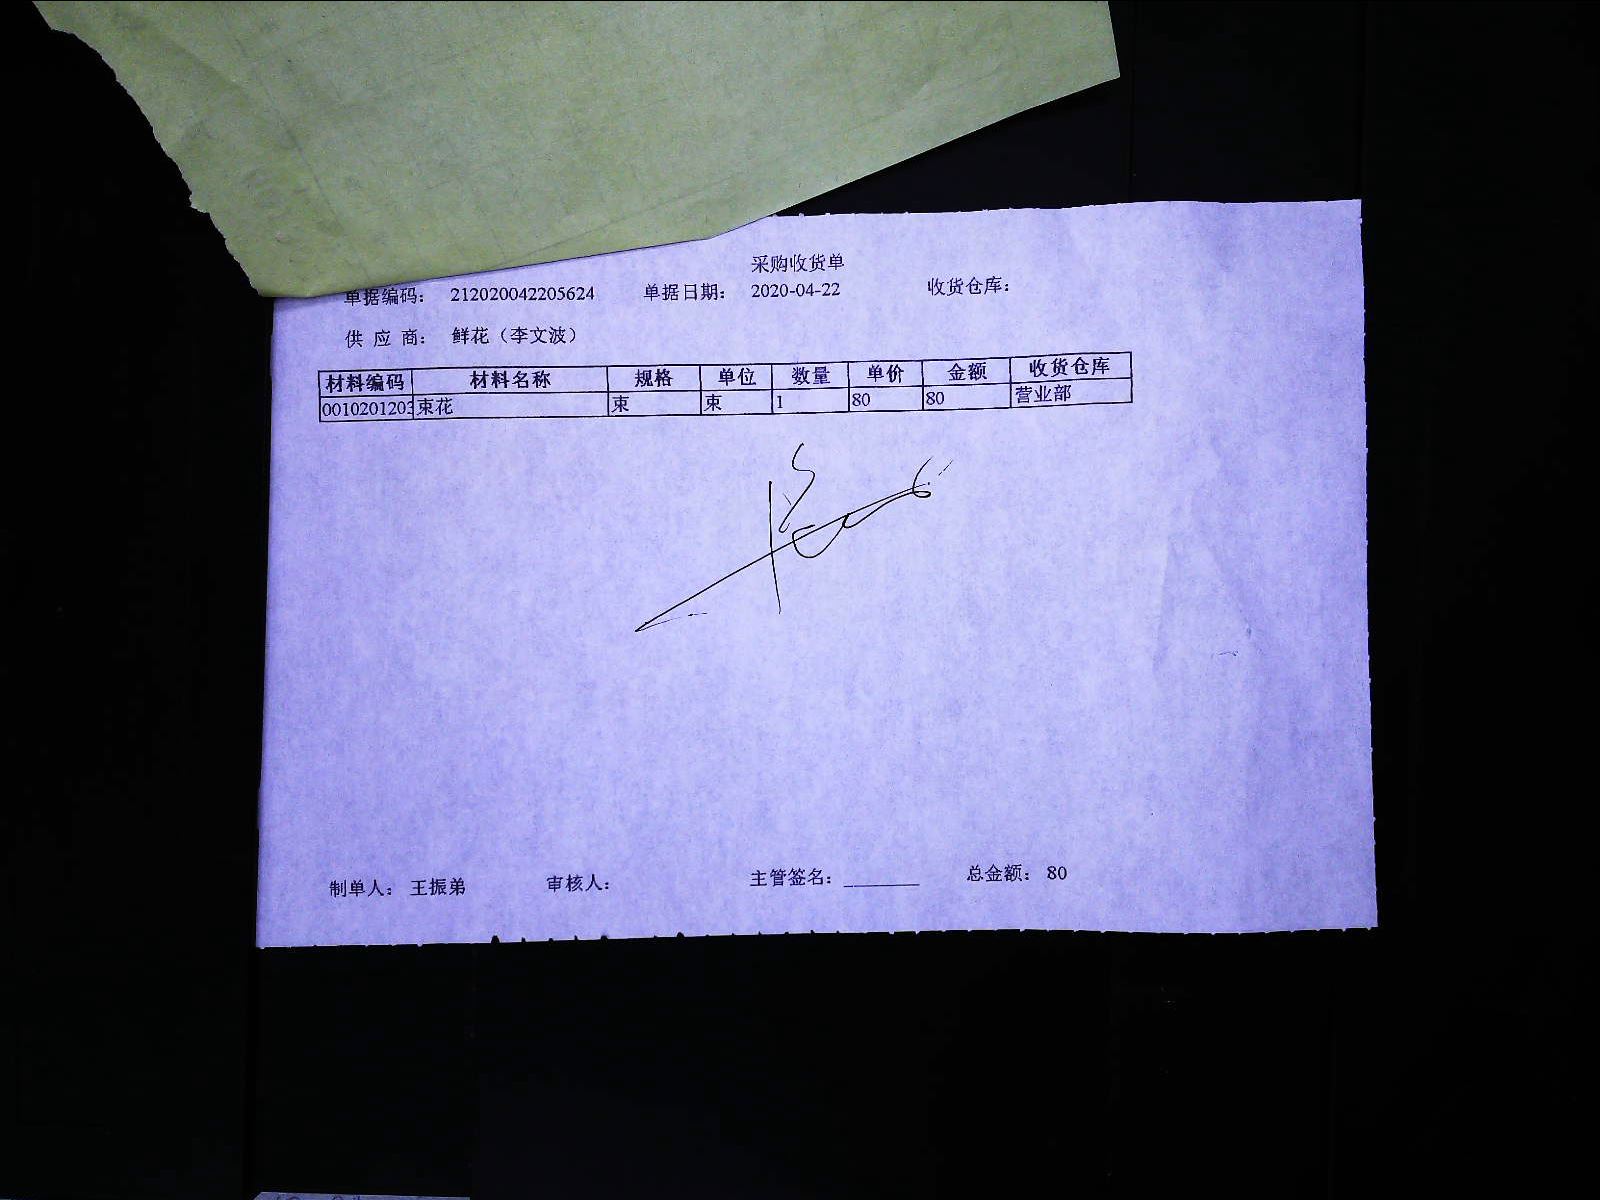 采购收货单
单据编码： 212020042205624 单据日期： 2020-04-22 收货仓库：
供 应 商： 鲜花（李文波）
材料编码 材料名称 规格 单位 数量 单价 金额 收货仓库
0010201203 束花 束 束 1 80 80 营业部
制单人： 王振弟 审核人： 主管签名： ________ 总金额： 80